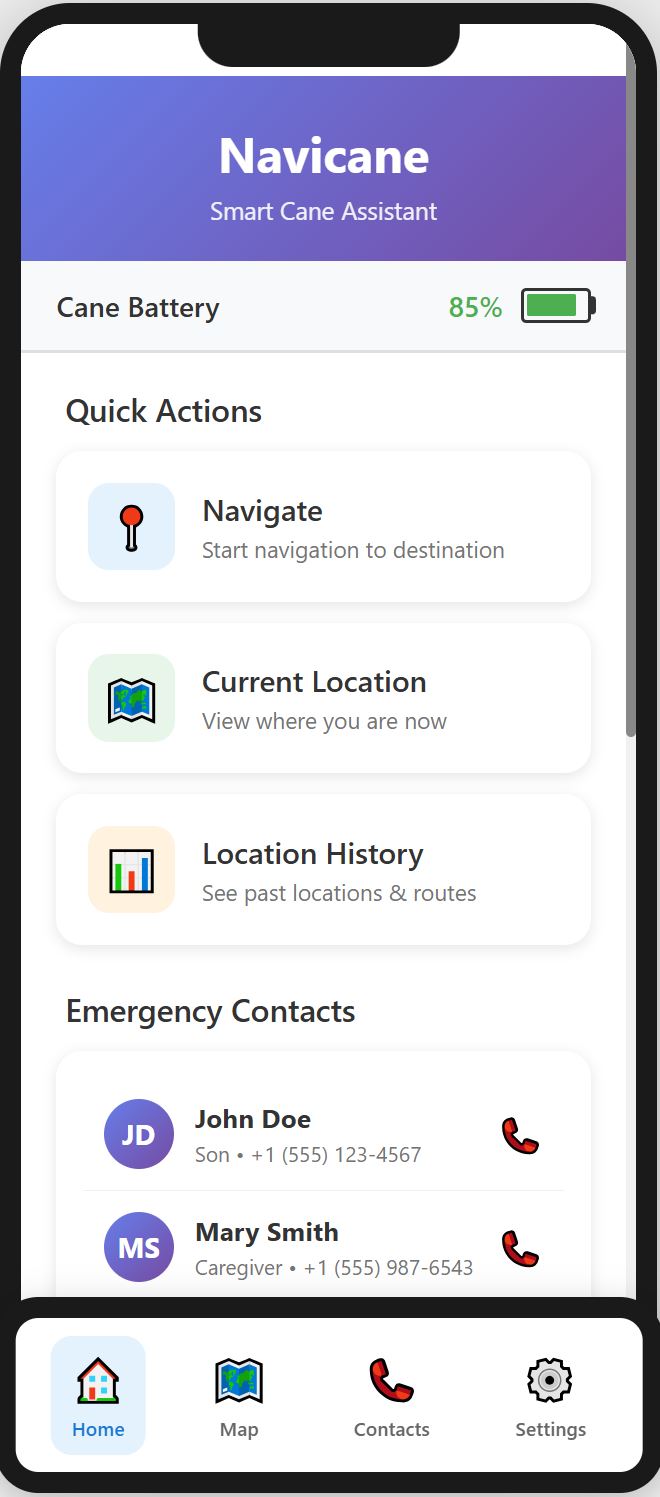 Navicane
Smart Cane Assistant
Cane Battery
85%
Quick Actions
Navigate
Start navigation to destination
Current Location
View where you are now
Location History
See past locations & routes
Emergency Contacts
JD
John Doe
Son • +1 (555) 123-4567
MS
Mary Smith
Caregiver • +1 (555) 987-6543
Home
Map
Contacts
Settings